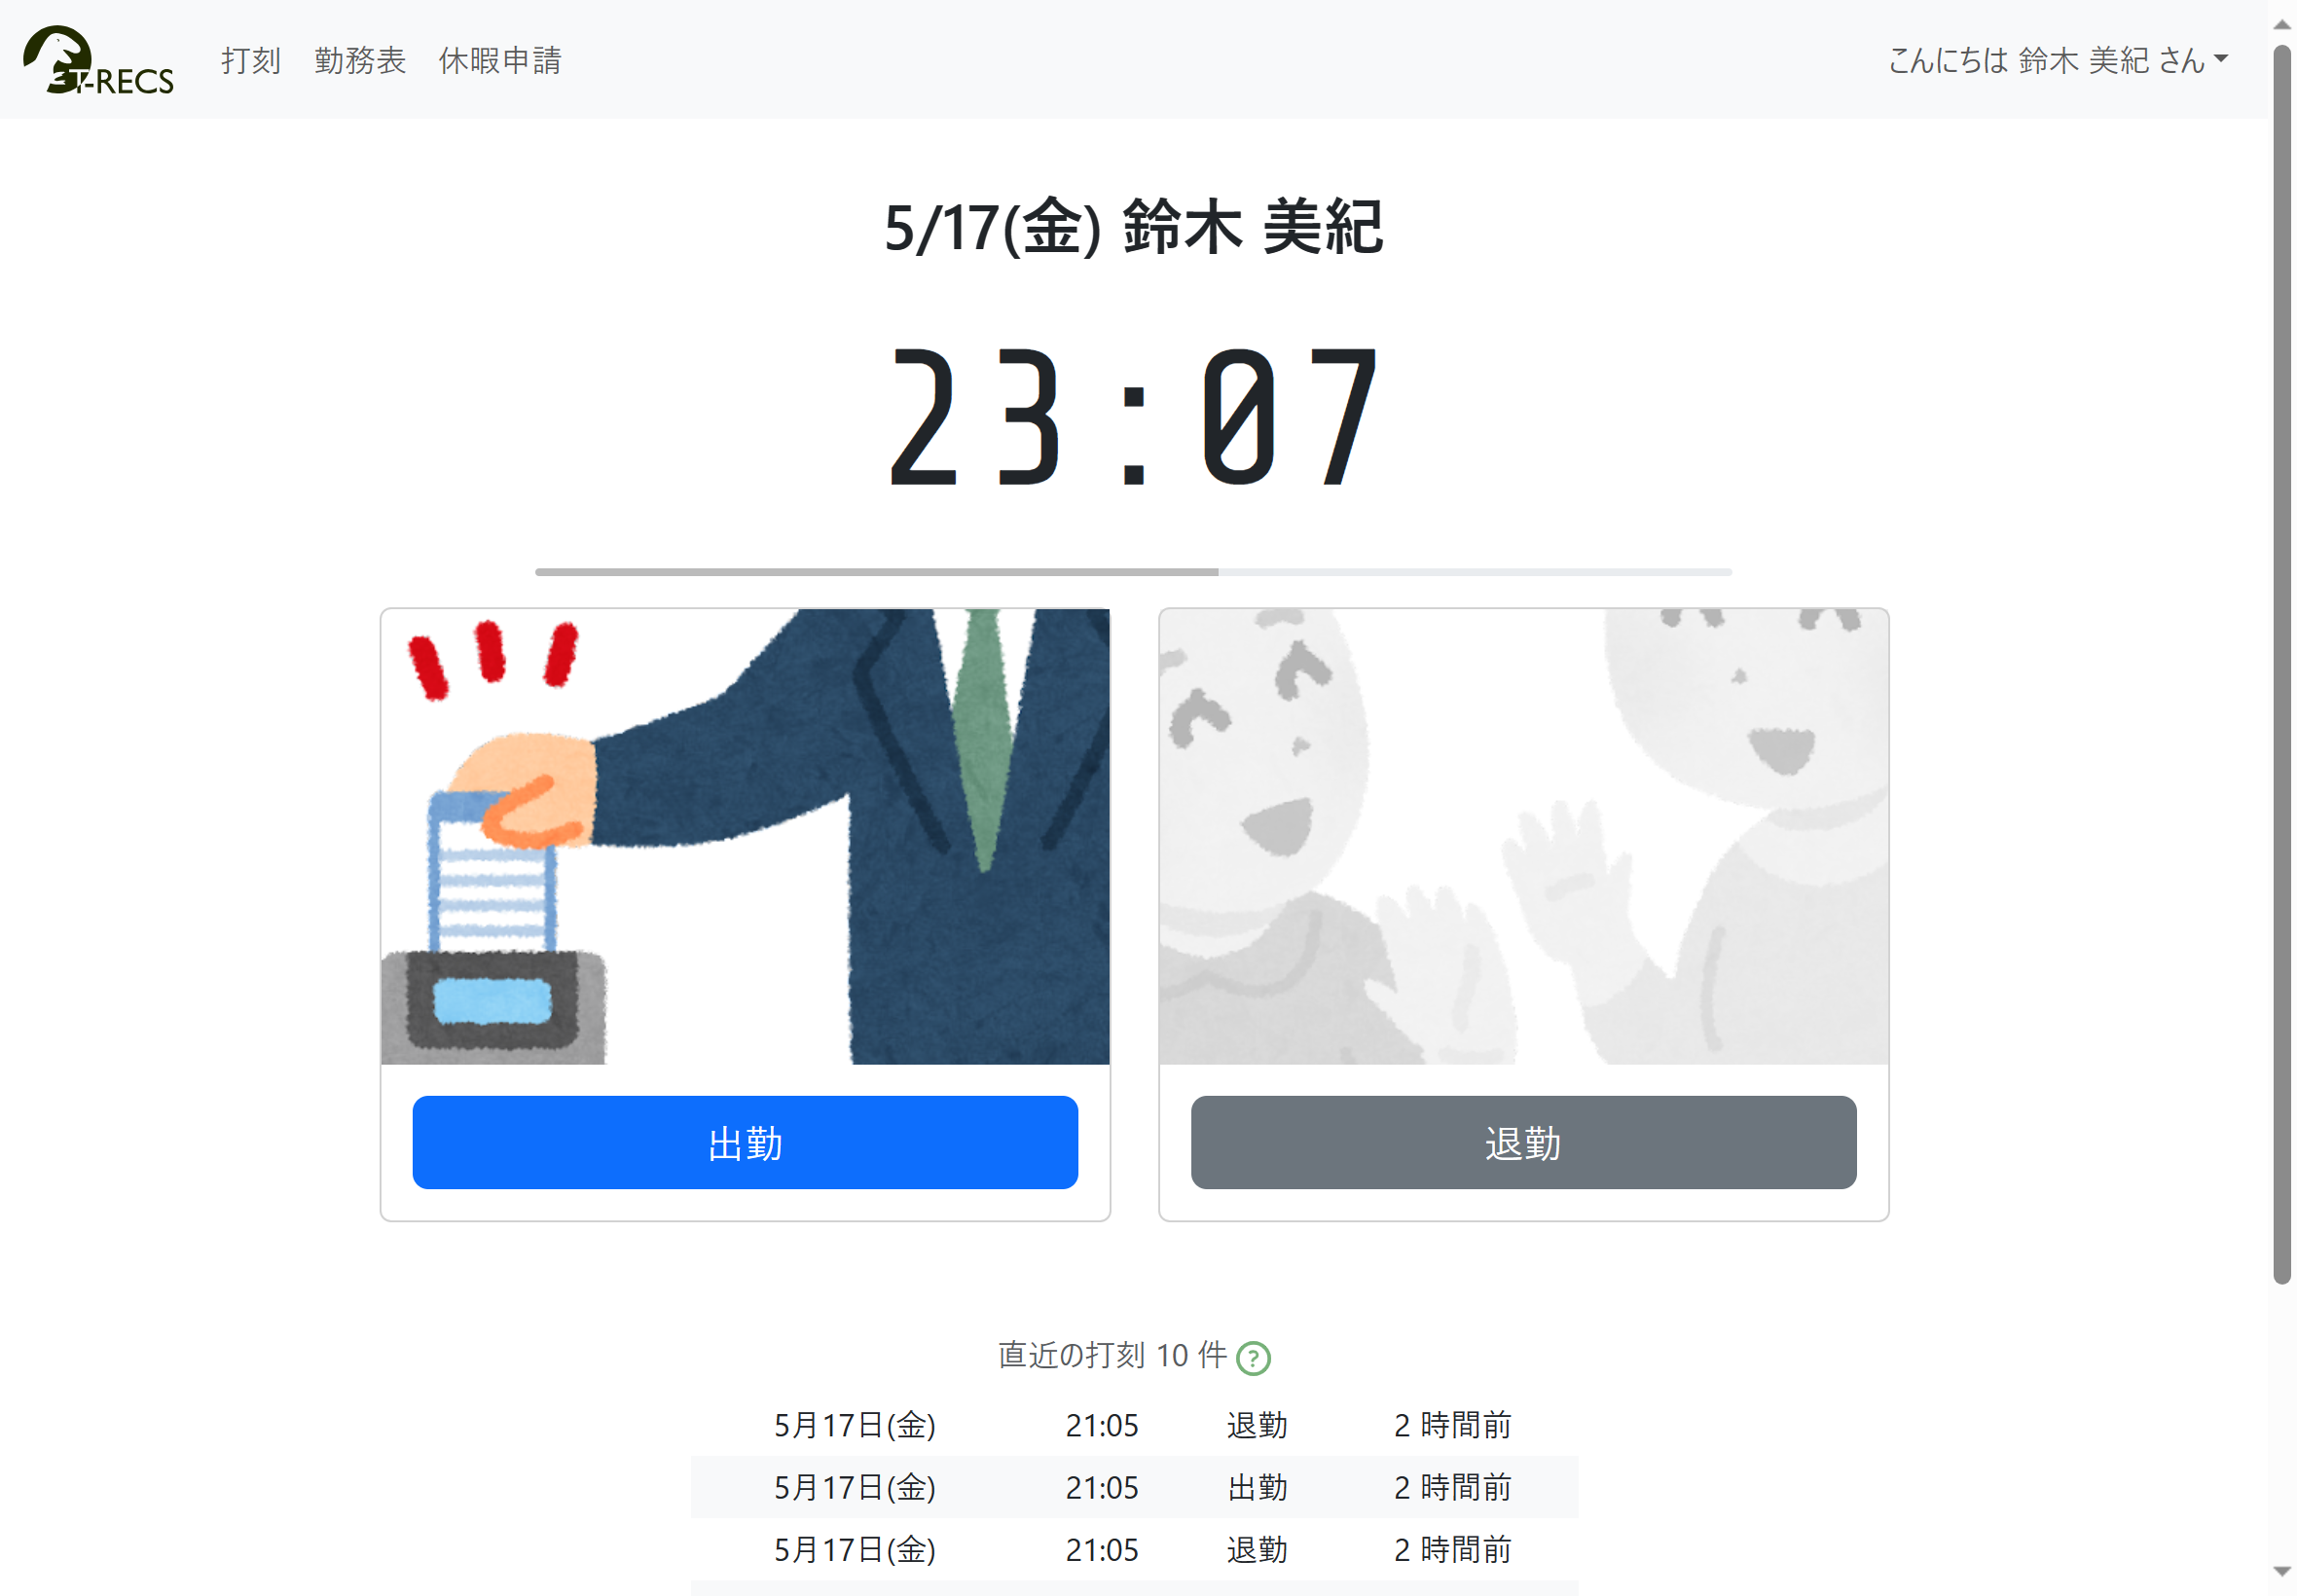 T-RECS 打刻 勤務表 休暇申請 こんにちは 鈴木 美紀 さん
5/17(金) 鈴木 美紀
23:07
出勤 退勤
直近の打刻 10 件 ?
5月17日(金) 21:05 退勤 2 時間前
5月17日(金) 21:05 出勤 2 時間前
5月17日(金) 21:05 退勤 2 時間前